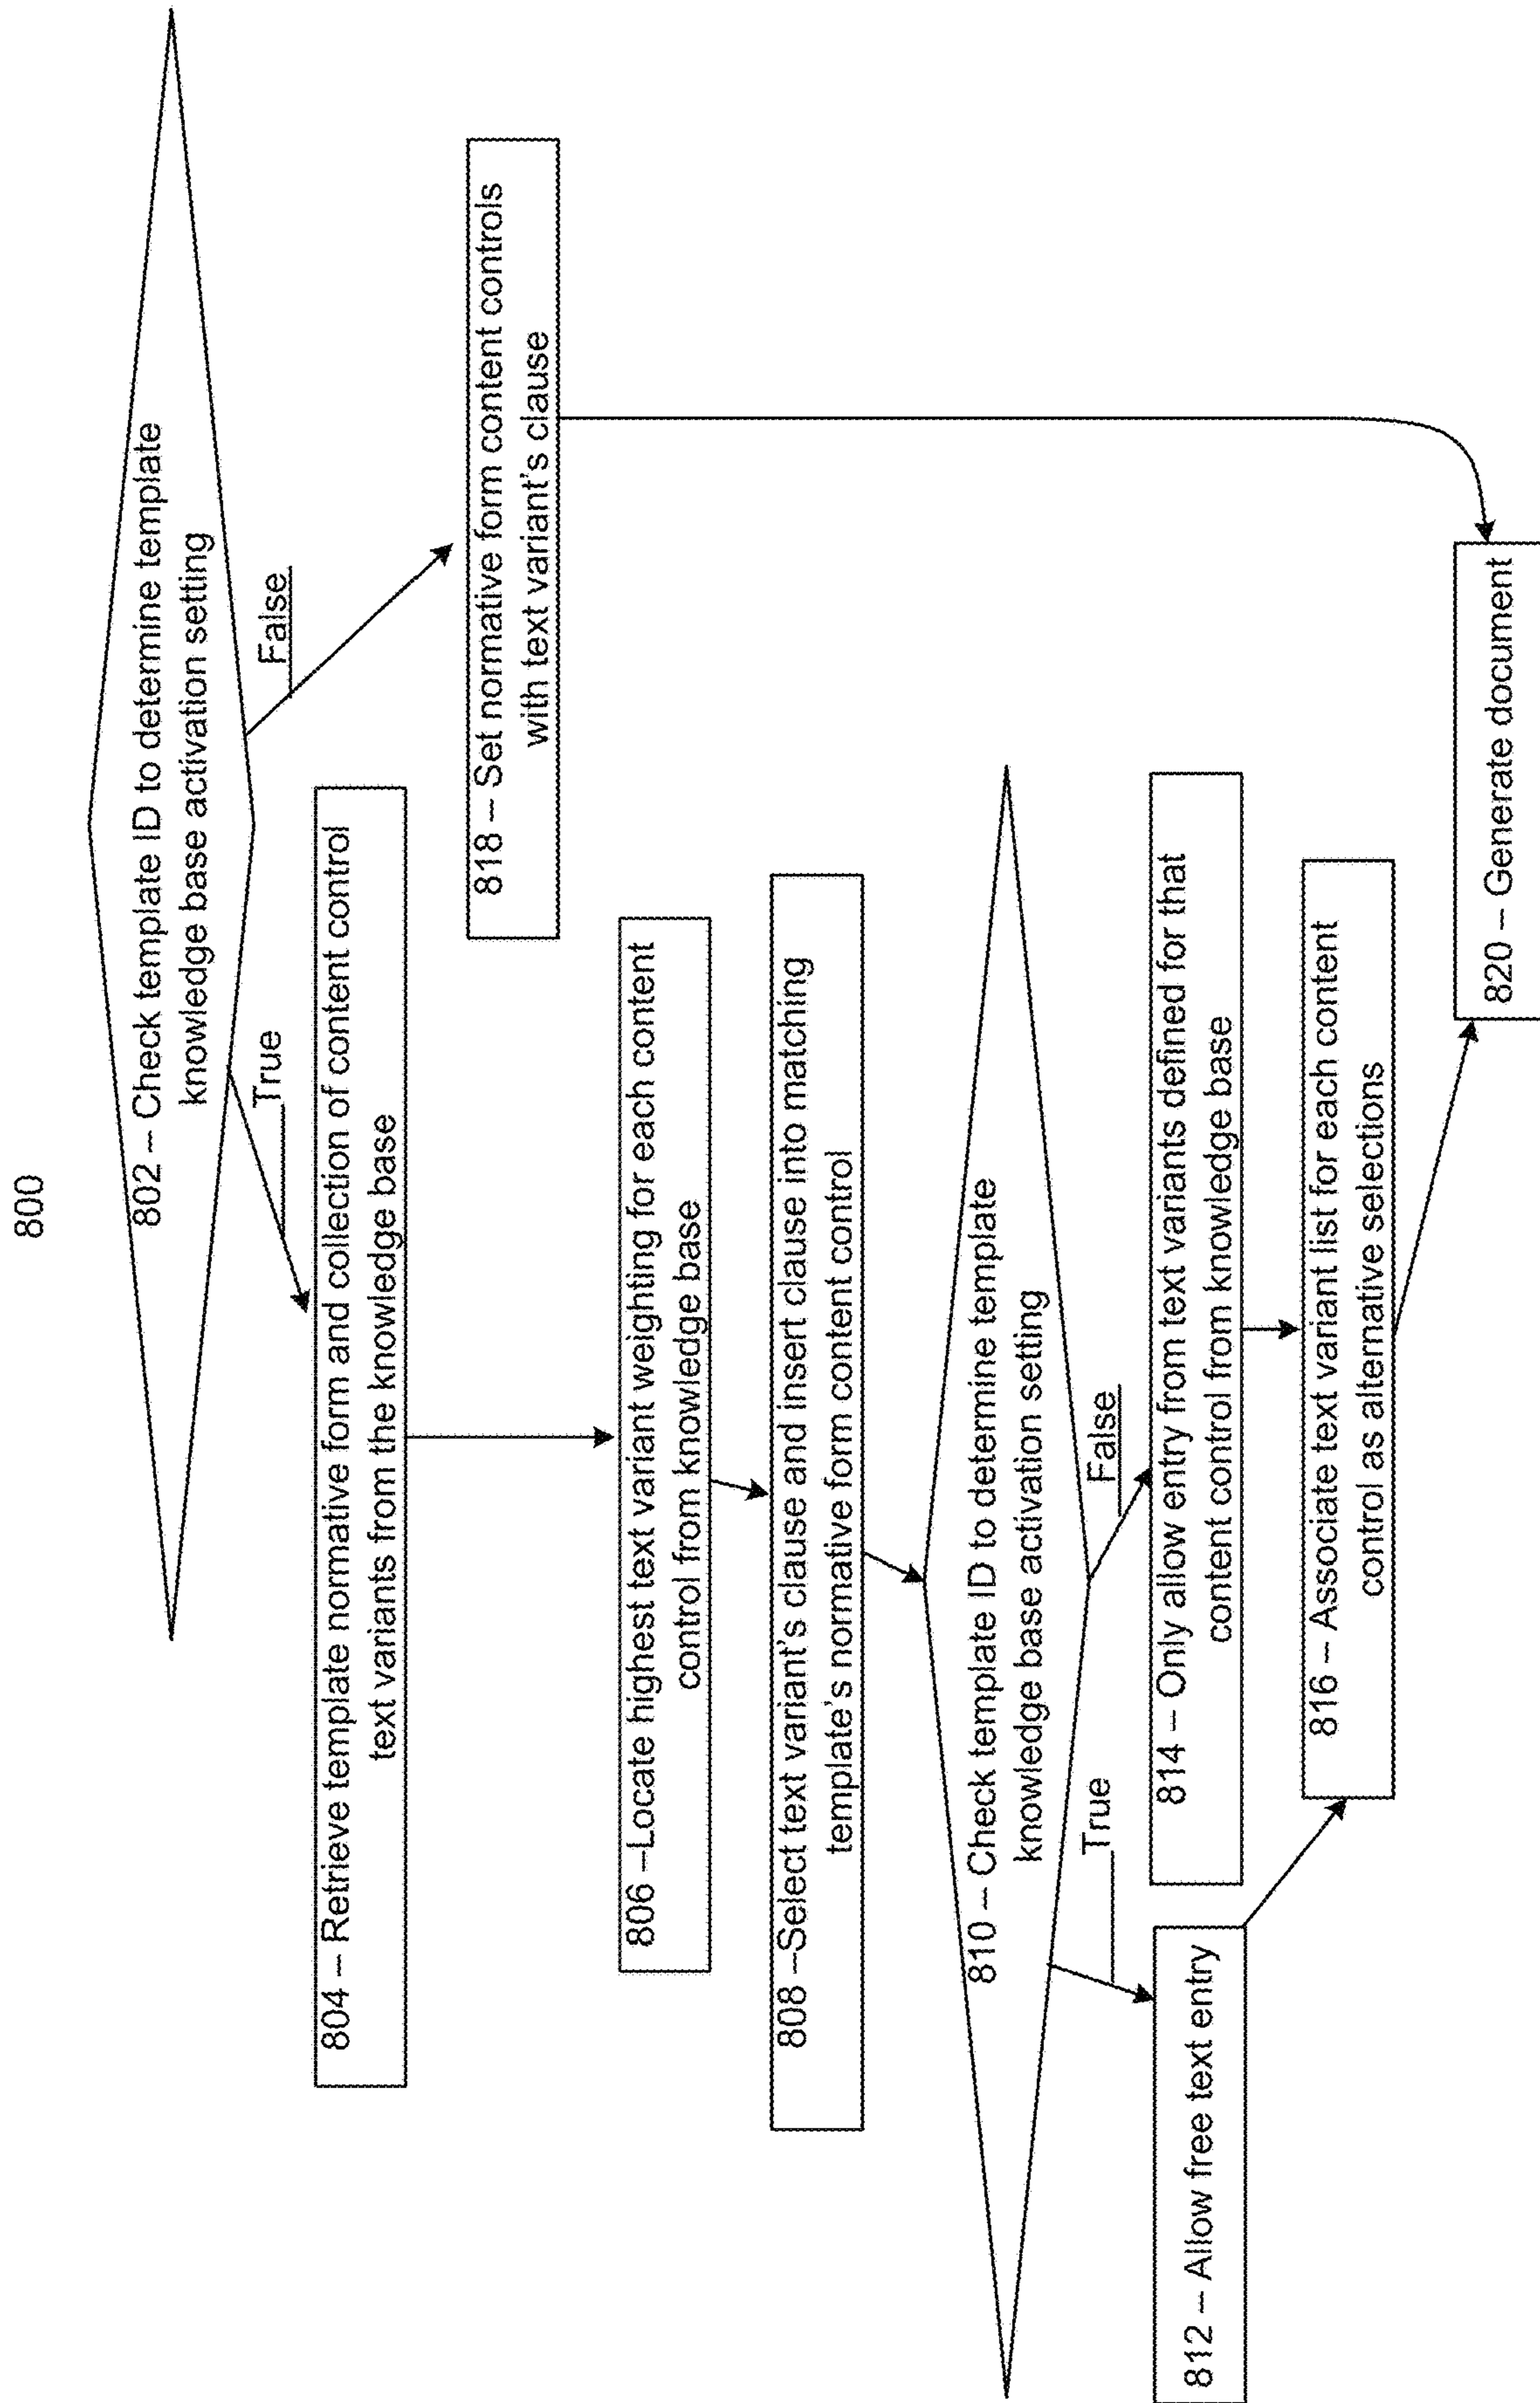 800
802 – Check template ID to determine template
knowledge base activation setting
True
False
804 – Retrieve template normative form and collection of content control
text variants from the knowledge base
818 – Set normative form content controls
with text variant's clause
806 –Locate highest text variant weighting for each content
control from knowledge base
808 –Select text variant's clause and insert clause into matching
template's normative form content control
810 – Check template ID to determine template
knowledge base activation setting
True
False
812 – Allow free text entry
814 – Only allow entry from text variants defined for that
content control from knowledge base
816 – Associate text variant list for each content
control as alternative selections
820 – Generate document